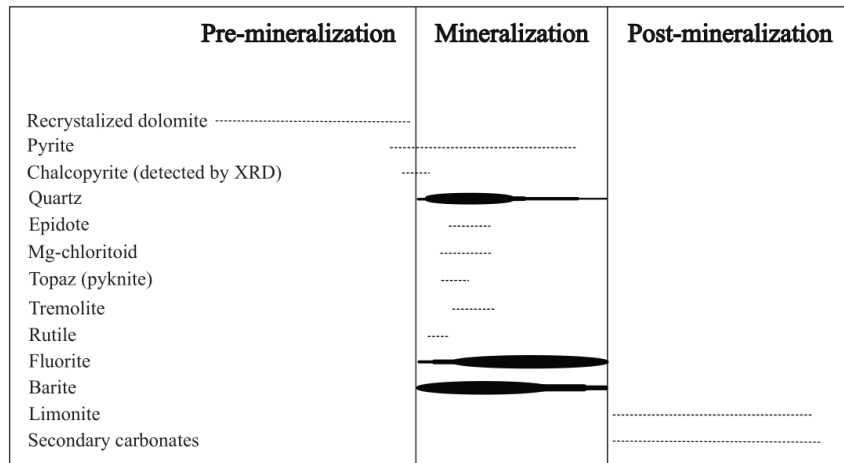 Pre-mineralization Mineralization Post-mineralization
Recrystalized dolomite
Pyrite
Chalcopyrite (detected by XRD)
Quartz
Epidote
Mg-chloritoid
Topaz (pyknite)
Tremolite
Rutile
Fluorite
Barite
Limonite
Secondary carbonates